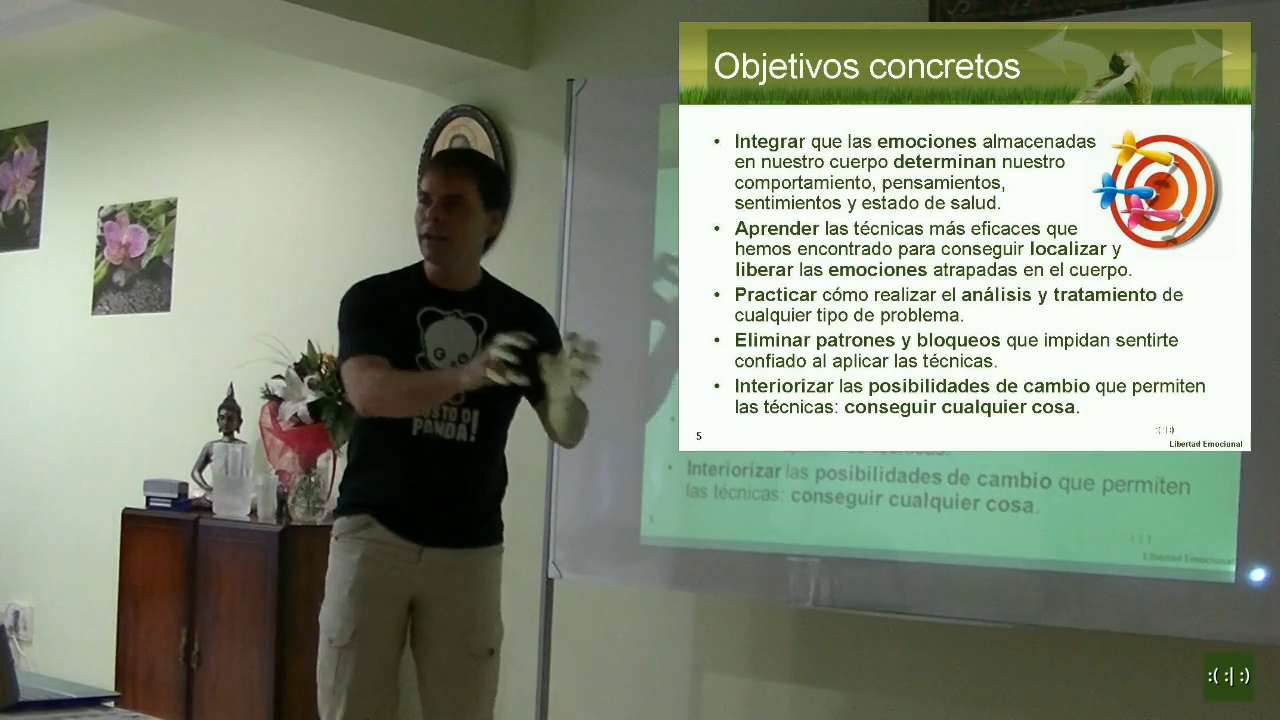 Objetivos concretos
• Integrar que las emociones almacenadas
en nuestro cuerpo determinan nuestro
comportamiento, pensamientos,
sentimientos y estado de salud.
• Aprender las técnicas más eficaces que
hemos encontrado para conseguir localizar y
liberar las emociones atrapadas en el cuerpo.
• Practicar cómo realizar el análisis y tratamiento de
cualquier tipo de problema.
• Eliminar patrones y bloqueos que impidan sentirte
confiado al aplicar las técnicas.
• Interiorizar las posibilidades de cambio que permiten
las técnicas: conseguir cualquier cosa.
5
:(:|:)
Libertad Emocional
PANDA!
• Interiorizar las posibilidades de cambio que permiten
las técnicas: conseguir cualquier cosa.
5
Libertad Emocional
:( :| :)